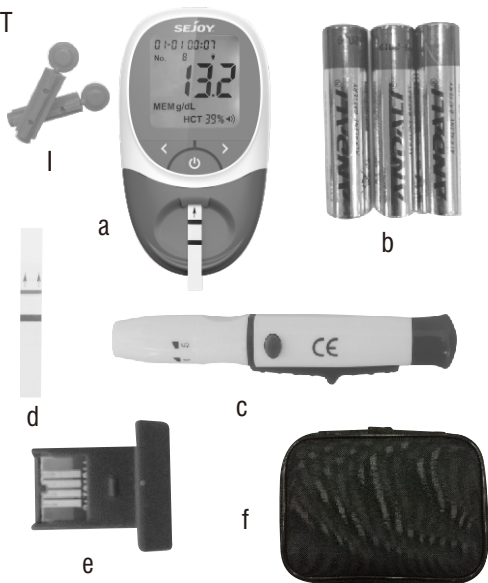 T
SEJOY
01-01 00:07
No. 8
13.2
MEM g/dL
HCT 39%
l
a
b
CE
c
d
e
f